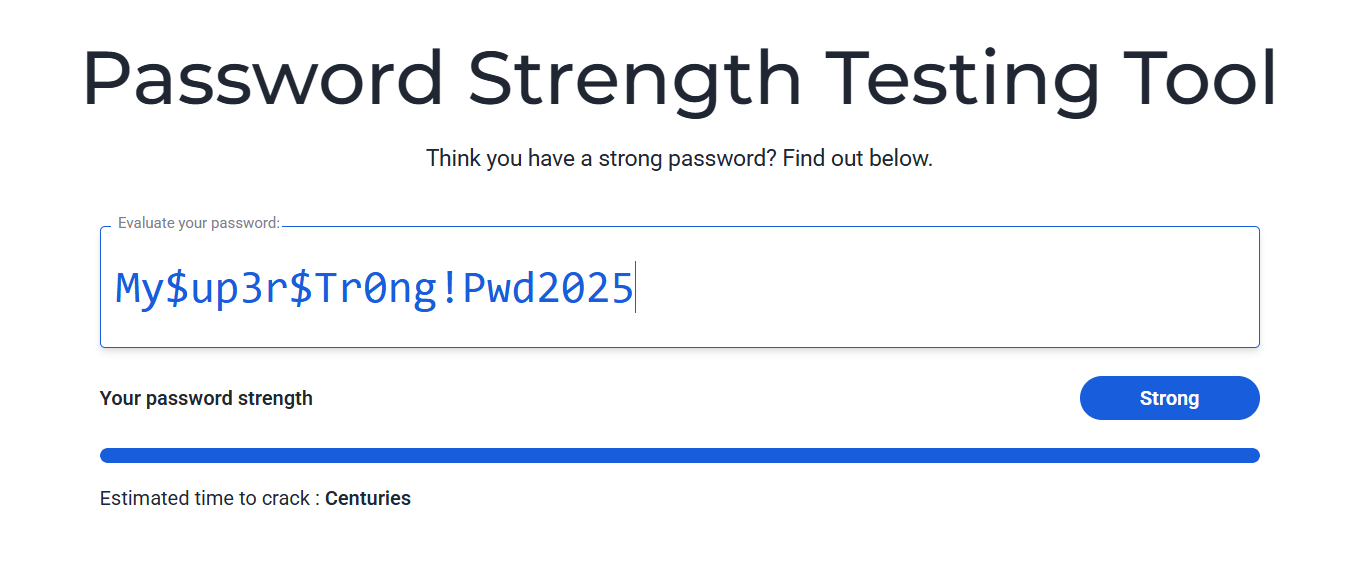 Password Strength Testing Tool
Think you have a strong password? Find out below.
Evaluate your password:
My$up3r$Tr0ng!Pwd2025
Your password strength
Strong
Estimated time to crack : Centuries